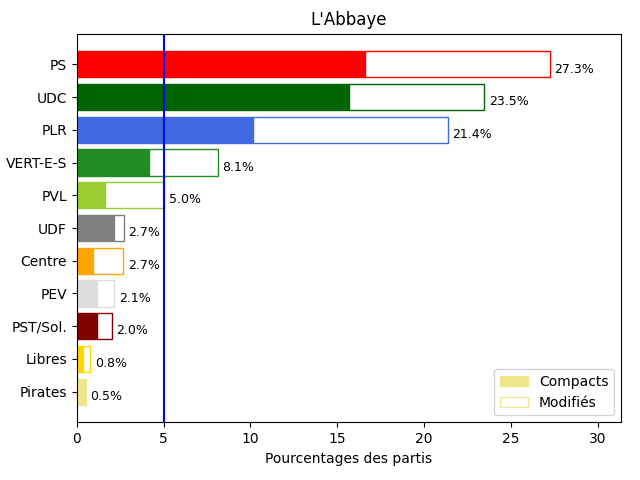 L'Abbaye
PS 27.3%
UDC 23.5%
PLR 21.4%
VERT-E-S 8.1%
PVL 5.0%
UDF 2.7%
Centre 2.7%
PEV 2.1%
PST/Sol. 2.0%
Libres 0.8%
Pirates 0.5%
Compacts
Modifiés
0 5 10 15 20 25 30
Pourcentages des partis